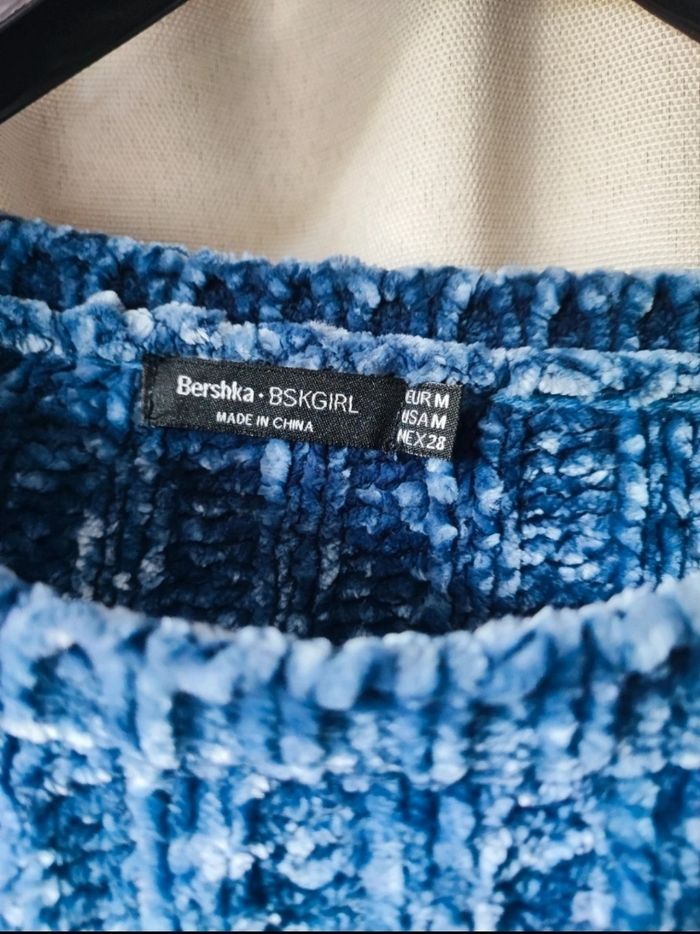 Bershka · BSKGIRL
MADE IN CHINA
EUR M
USA M
MEX 28